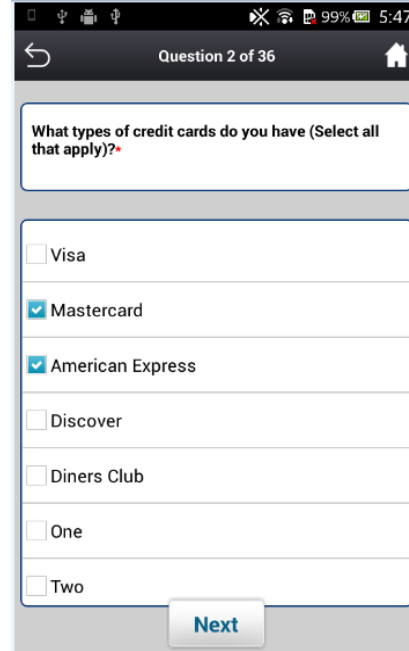 99% 5:47
Question 2 of 36
What types of credit cards do you have (Select all
that apply)?*
Visa
Mastercard
American Express
Discover
Diners Club
One
Two
Next